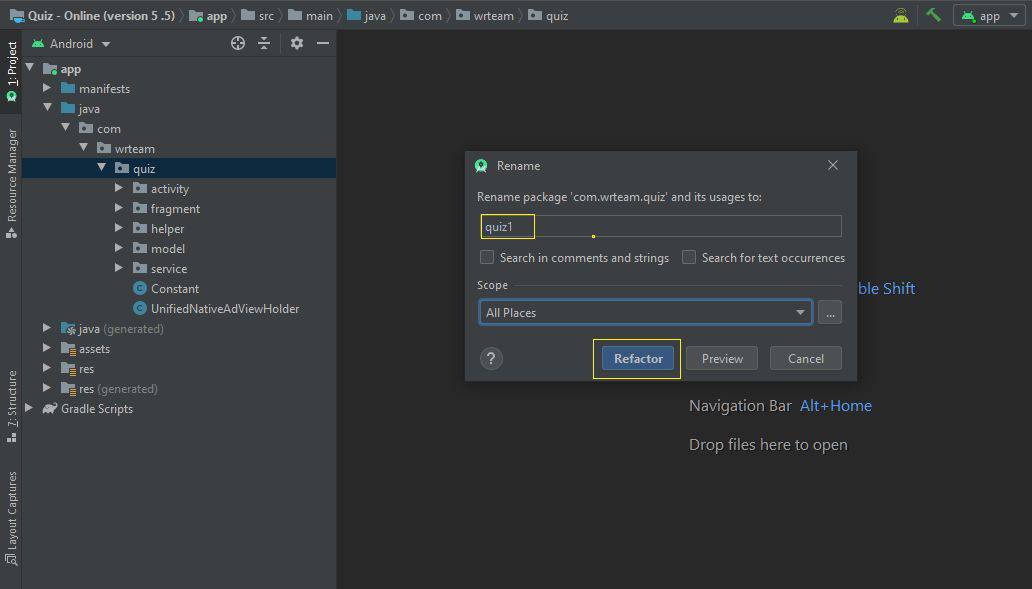 Quiz - Online (version 5 .5) app src main java com wrteam quiz app
1: Project
Resource Manager
Z: Structure
Layout Captures
Android
app
manifests
java
com
wrteam
quiz
activity
fragment
helper
model
service
Constant
UnifiedNativeAdViewHolder
java (generated)
assets
res
res (generated)
Gradle Scripts
Rename
Rename package 'com.wrteam.quiz' and its usages to:
quiz1
Search in comments and strings Search for text occurrences
Scope
All Places ...
? Refactor Preview Cancel
ble Shift
Navigation Bar Alt+Home
Drop files here to open